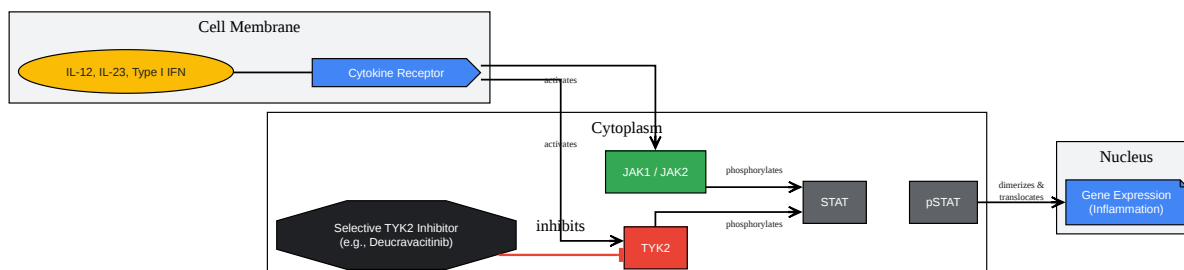 Cell Membrane
IL-12, IL-23, Type I IFN
Cytokine Receptor
activates
activates
Cytoplasm
JAK1 / JAK2
phosphorylates
STAT
pSTAT
dimerizes &
translocates
Nucleus
Gene Expression
(Inflammation)
Selective TYK2 Inhibitor
(e.g., Deucravacitinib)
inhibits
TYK2
phosphorylates